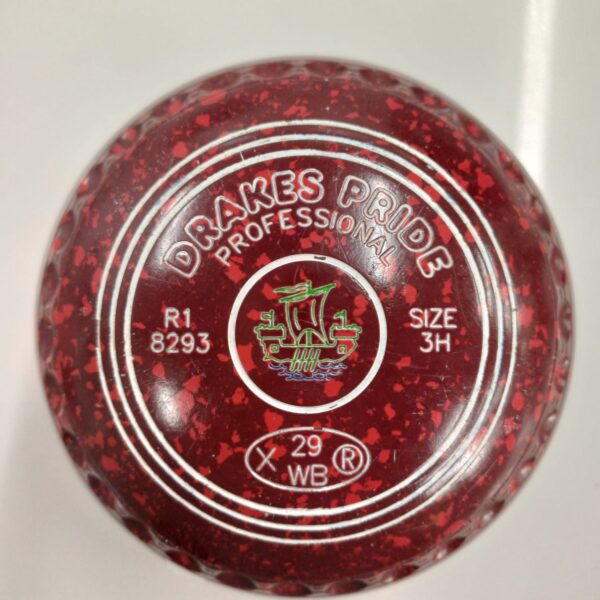 DRAKES PRIDE
PROFESSIONAL
R1
8293
SIZE
3H
X 29 ®
WB